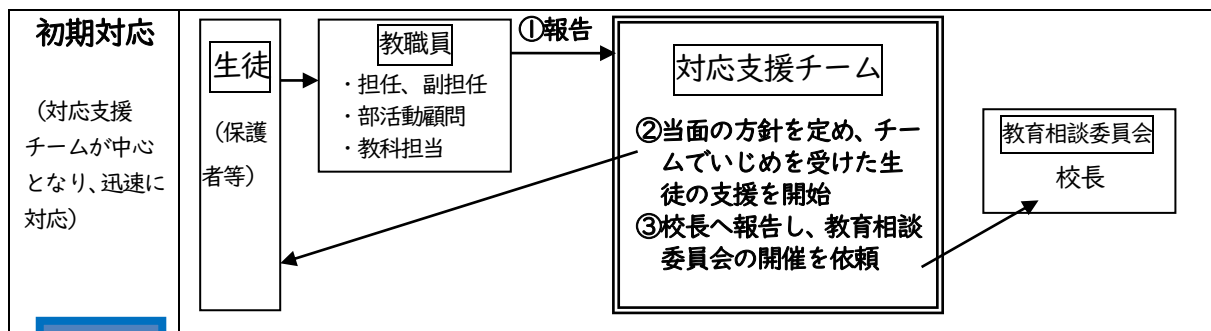 初期対応
（対応支援
チームが中心
となり、迅速に
対応）
生徒
（保護
者等）
教職員
・担任、副担任
・部活動顧問
・教科担当
①報告
対応支援チーム
②当面の方針を定め、チー
ムでいじめを受けた生
徒の支援を開始
③校長へ報告し、教育相談
委員会の開催を依頼
教育相談委員会
校長